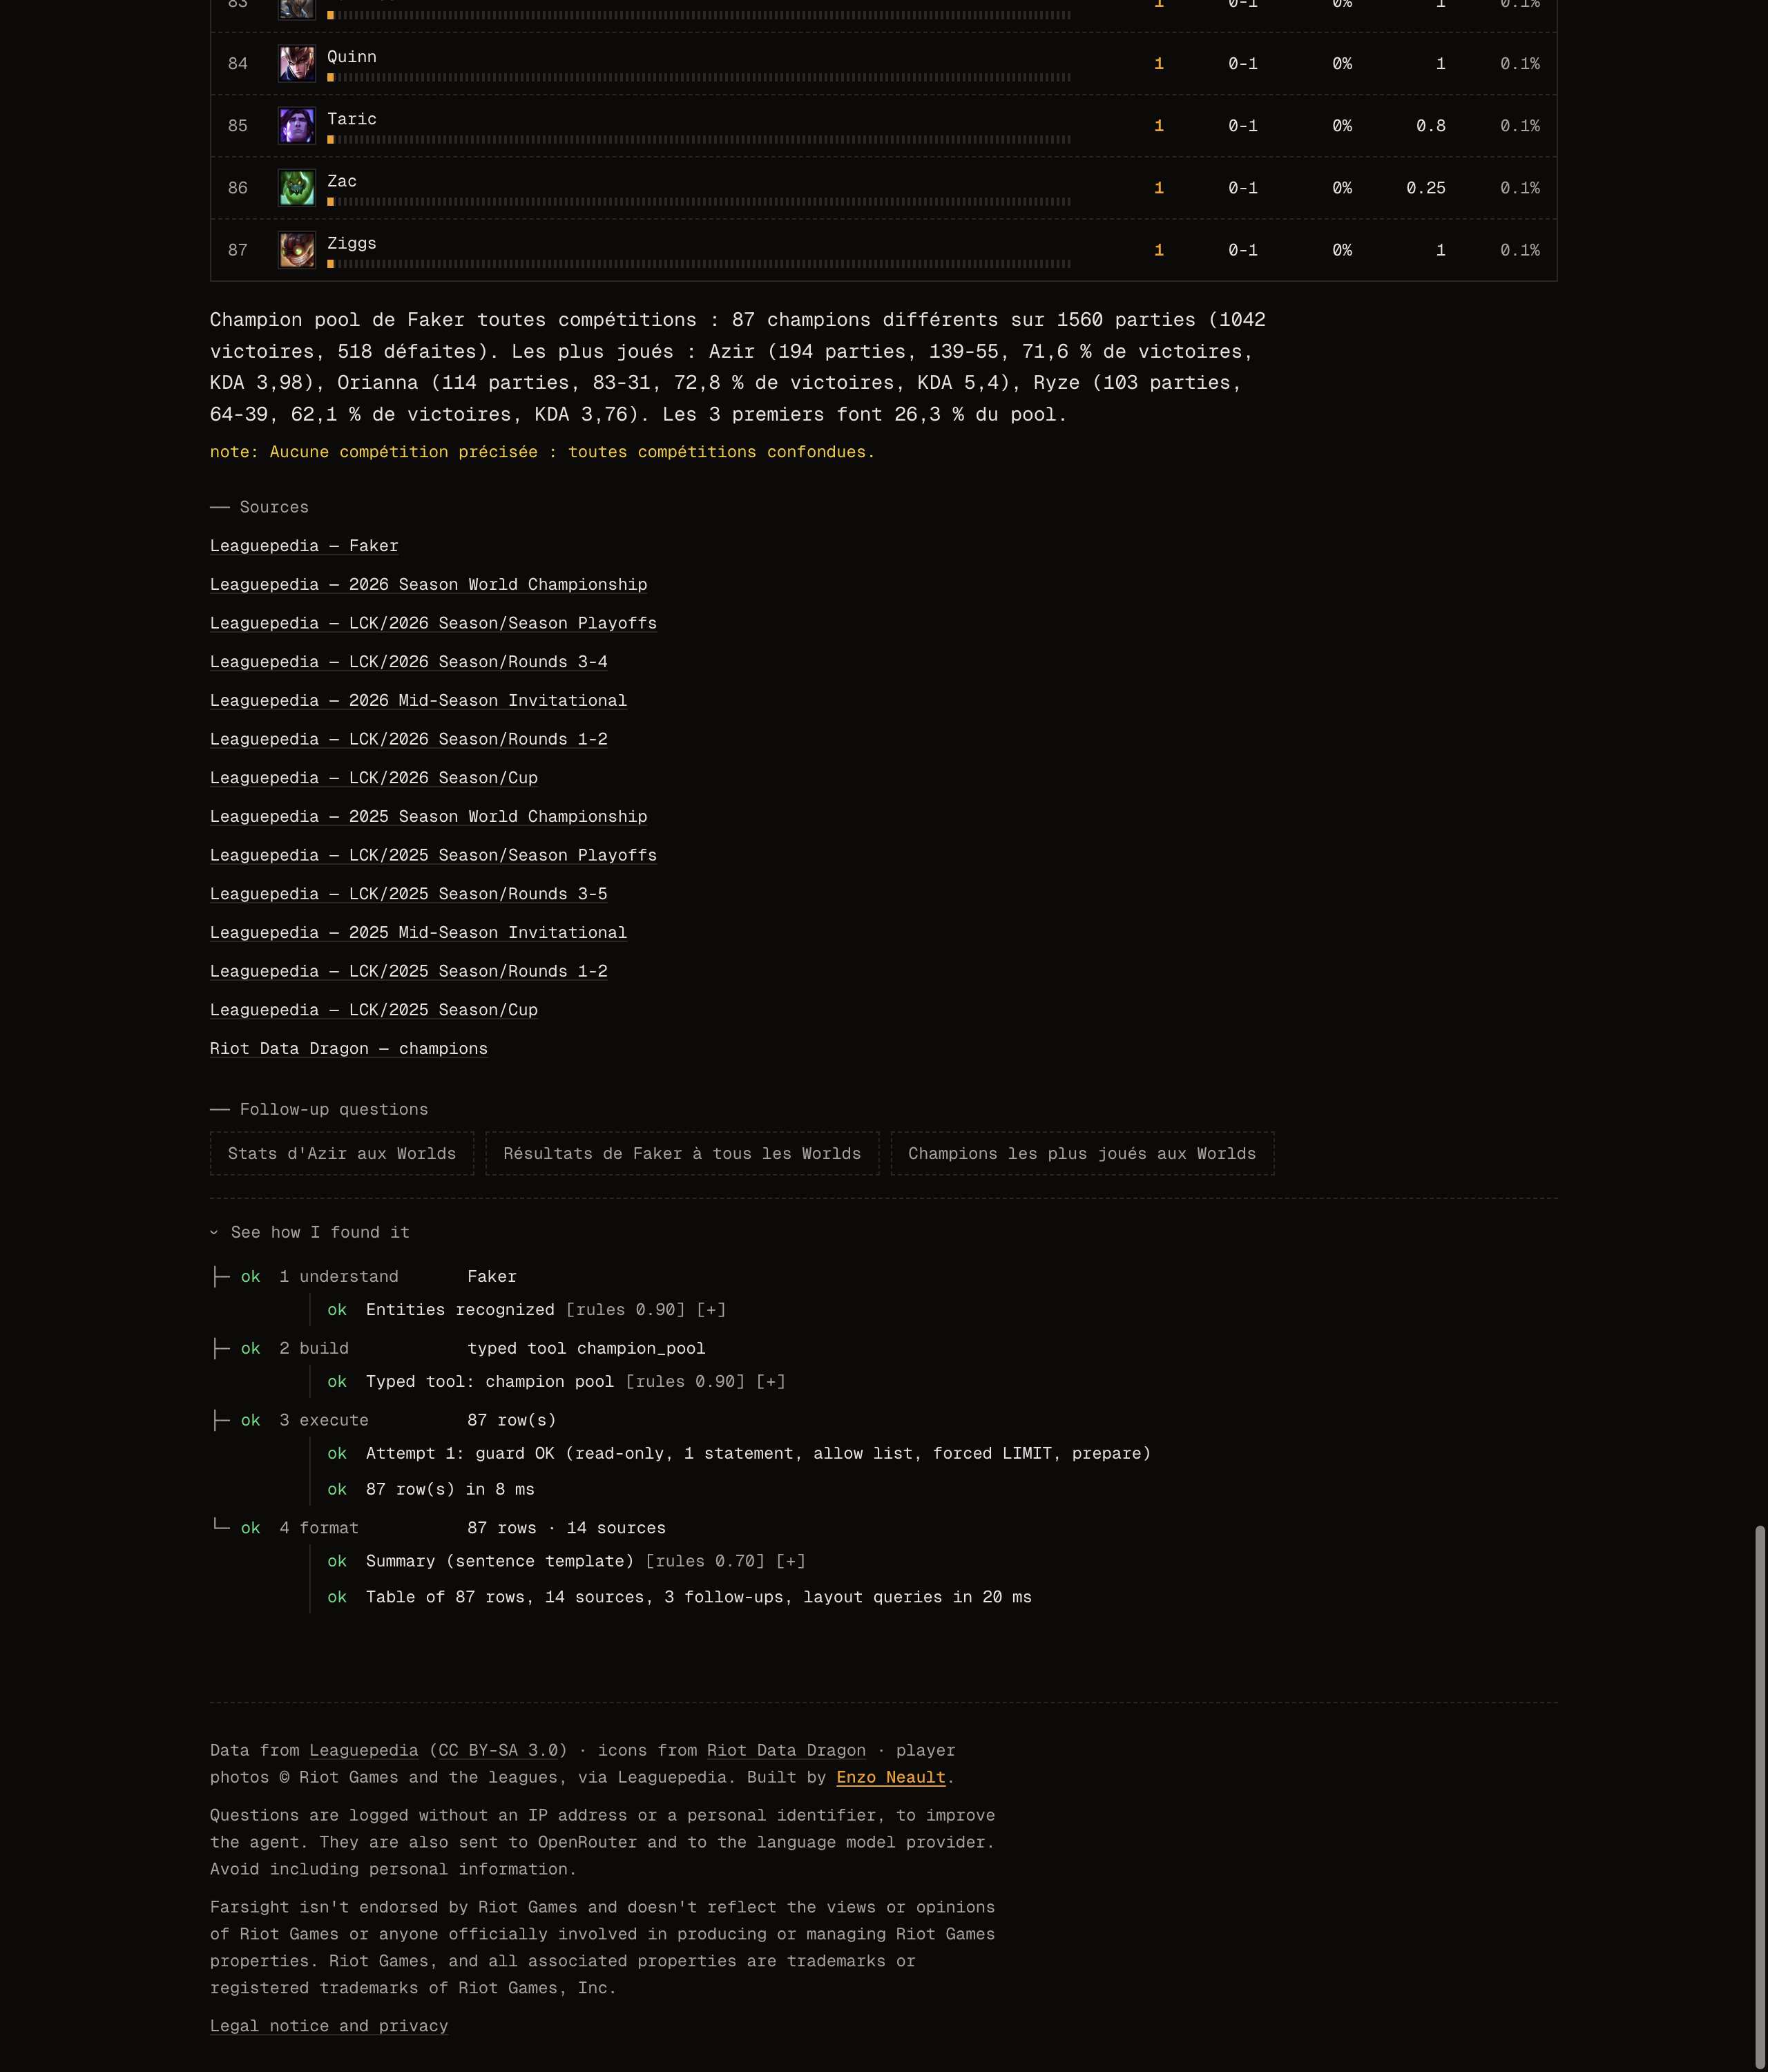 83 1 0-1 0% 1 0.1%
84 Quinn 1 0-1 0% 1 0.1%
85 Taric 1 0-1 0% 0.8 0.1%
86 Zac 1 0-1 0% 0.25 0.1%
87 Ziggs 1 0-1 0% 1 0.1%
Champion pool de Faker toutes compétitions : 87 champions différents sur 1560 parties (1042
victoires, 518 défaites). Les plus joués : Azir (194 parties, 139-55, 71,6 % de victoires,
KDA 3,98), Orianna (114 parties, 83-31, 72,8 % de victoires, KDA 5,4), Ryze (103 parties,
64-39, 62,1 % de victoires, KDA 3,76). Les 3 premiers font 26,3 % du pool.
note: Aucune compétition précisée : toutes compétitions confondues.
— Sources
Leaguepedia — Faker
Leaguepedia — 2026 Season World Championship
Leaguepedia — LCK/2026 Season/Season Playoffs
Leaguepedia — LCK/2026 Season/Rounds 3-4
Leaguepedia — 2026 Mid-Season Invitational
Leaguepedia — LCK/2026 Season/Rounds 1-2
Leaguepedia — LCK/2026 Season/Cup
Leaguepedia — 2025 Season World Championship
Leaguepedia — LCK/2025 Season/Season Playoffs
Leaguepedia — LCK/2025 Season/Rounds 3-5
Leaguepedia — 2025 Mid-Season Invitational
Leaguepedia — LCK/2025 Season/Rounds 1-2
Leaguepedia — LCK/2025 Season/Cup
Riot Data Dragon — champions
— Follow-up questions
Stats d'Azir aux Worlds
Résultats de Faker à tous les Worlds
Champions les plus joués aux Worlds
See how I found it
├─ ok 1 understand Faker
ok Entities recognized [rules 0.90] [+]
├─ ok 2 build typed tool champion_pool
ok Typed tool: champion pool [rules 0.90] [+]
├─ ok 3 execute 87 row(s)
ok Attempt 1: guard OK (read-only, 1 statement, allow list, forced LIMIT, prepare)
ok 87 row(s) in 8 ms
└─ ok 4 format 87 rows · 14 sources
ok Summary (sentence template) [rules 0.70] [+]
ok Table of 87 rows, 14 sources, 3 follow-ups, layout queries in 20 ms
Data from Leaguepedia (CC BY-SA 3.0) · icons from Riot Data Dragon · player
photos © Riot Games and the leagues, via Leaguepedia. Built by Enzo Neault.
Questions are logged without an IP address or a personal identifier, to improve
the agent. They are also sent to OpenRouter and to the language model provider.
Avoid including personal information.
Farsight isn't endorsed by Riot Games and doesn't reflect the views or opinions
of Riot Games or anyone officially involved in producing or managing Riot Games
properties. Riot Games, and all associated properties are trademarks or
registered trademarks of Riot Games, Inc.
Legal notice and privacy